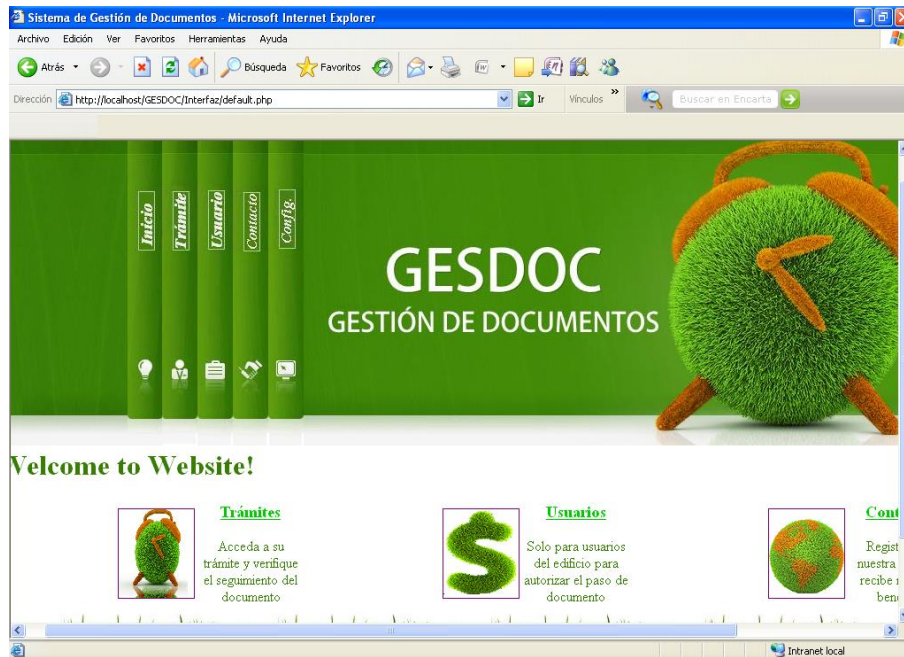 Sistema de Gestión de Documentos - Microsoft Internet Explorer
Archivo Edición Ver Favoritos Herramientas Ayuda
Atrás Búsqueda Favoritos
Dirección http://localhost/GESDOC/Interfaz/default.php Ir Vínculos » Buscar en Encarta
Inicio
Trámite
Usuario
Contacto
Config.
GESDOC
GESTIÓN DE DOCUMENTOS
Velcome to Website!
Trámites
Acceda a su
trámite y verifique
el seguimiento del
documento
Usuarios
Solo para usuarios
del edificio para
autorizar el paso de
documento
Cont
Regist
nuestra
recibe
bene
Intranet local